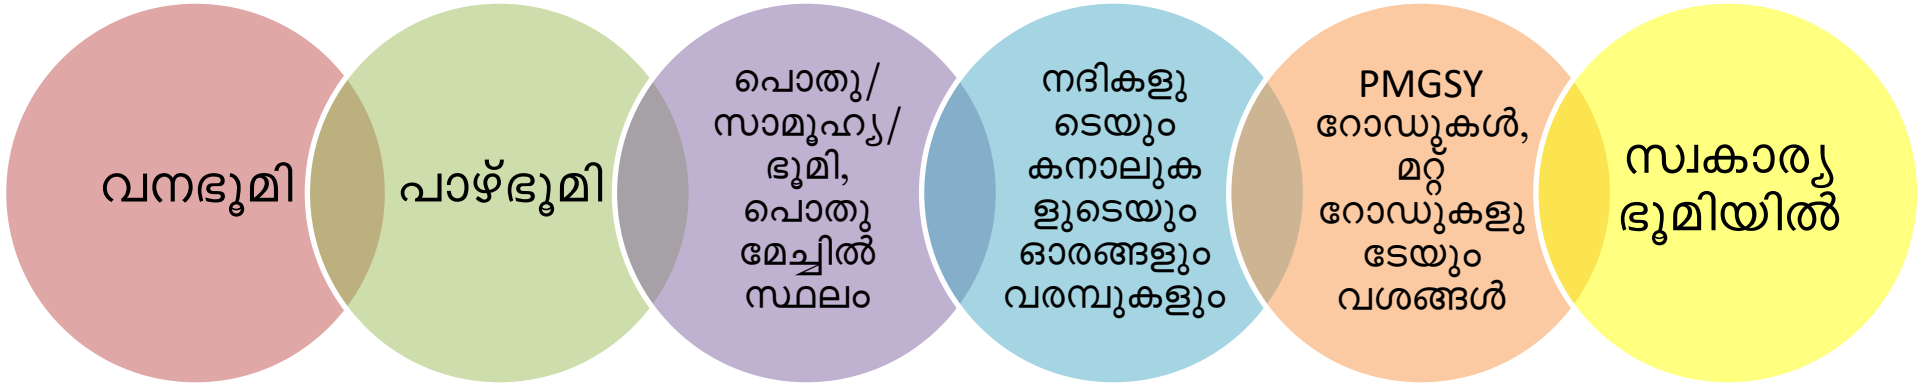 വനഭൂമി
പാഴ്ഭൂമി
പൊതു/
സാമൂഹ്യ/
ഭൂമി,
പൊതു
മേച്ചിൽ
സ്ഥലം
നദികളു
ടെയും
കനാലുക
ളുടെയും
ഓരങ്ങളും
വരമ്പുകളും
PMGSY
റോഡുകൾ,
മറ്റ്
റോഡുകളു
ടേയും
വശങ്ങൾ
സ്വകാര്യ
ഭൂമിയിൽ